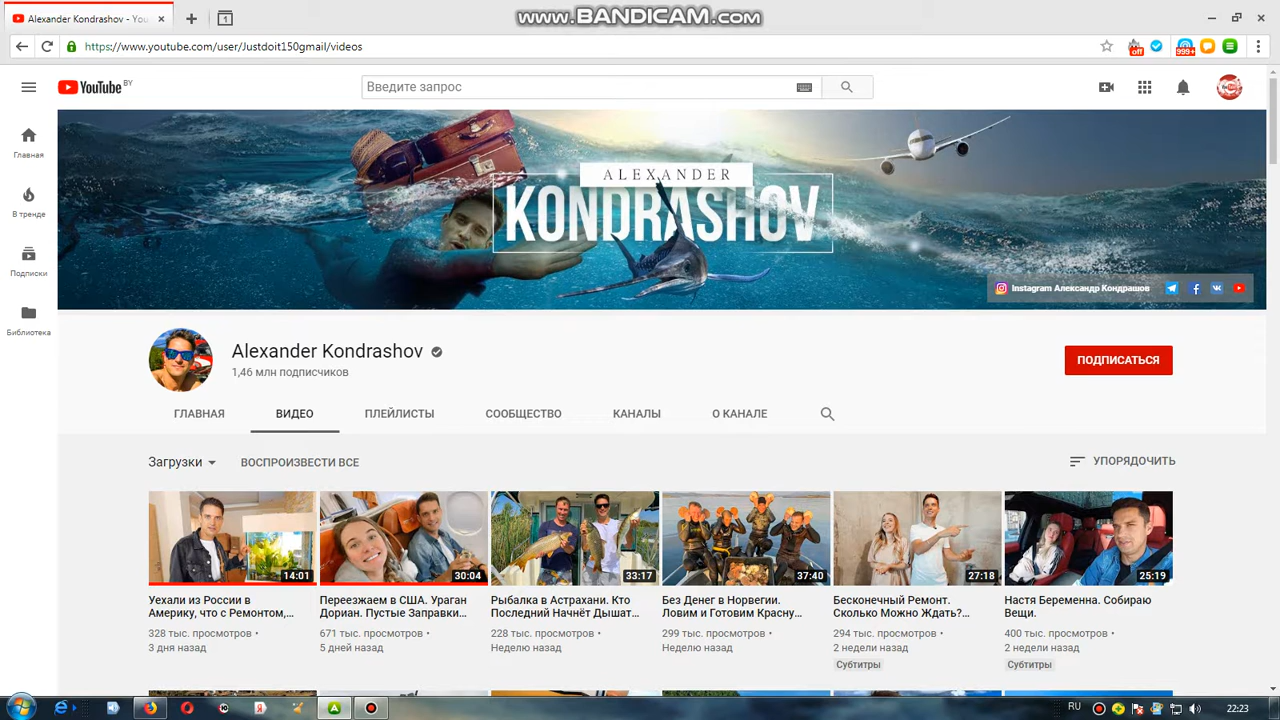 www.BANDICAM.com
Alexander Kondrashov - You
1
https://www.youtube.com/user/Justdoit150gmail/videos
off
999+
YouTube BY
Введите запрос
Главная
В тренде
Подписки
Библиотека
ALEXANDER
KONDRASHOV
Instagram Александр Кондрашов
Alexander Kondrashov
1,46 млн подписчиков
ПОДПИСАТЬСЯ
ГЛАВНАЯ ВИДЕО ПЛЕЙЛИСТЫ СООБЩЕСТВО КАНАЛЫ О КАНАЛЕ
Загрузки ВОСПРОИЗВЕСТИ ВСЕ УПОРЯДОЧИТЬ
14:01 30:04 33:17 37:40 27:18 25:19
Уехали из России в
Америку, что с Ремонтом,...
328 тыс. просмотров •
3 дня назад
Переезжаем в США. Ураган
Дориан. Пустые Заправки...
671 тыс. просмотров •
5 дней назад
Рыбалка в Астрахани. Кто
Последний Начнёт Дышат...
228 тыс. просмотров •
Неделю назад
Без Денег в Норвегии.
Ловим и Готовим Красну...
299 тыс. просмотров •
Неделю назад
Бесконечный Ремонт.
Сколько Можно Ждать?...
294 тыс. просмотров •
2 недели назад
Субтитры
Настя Беременна. Собираю
Вещи.
400 тыс. просмотров •
2 недели назад
Субтитры
RU
22:23